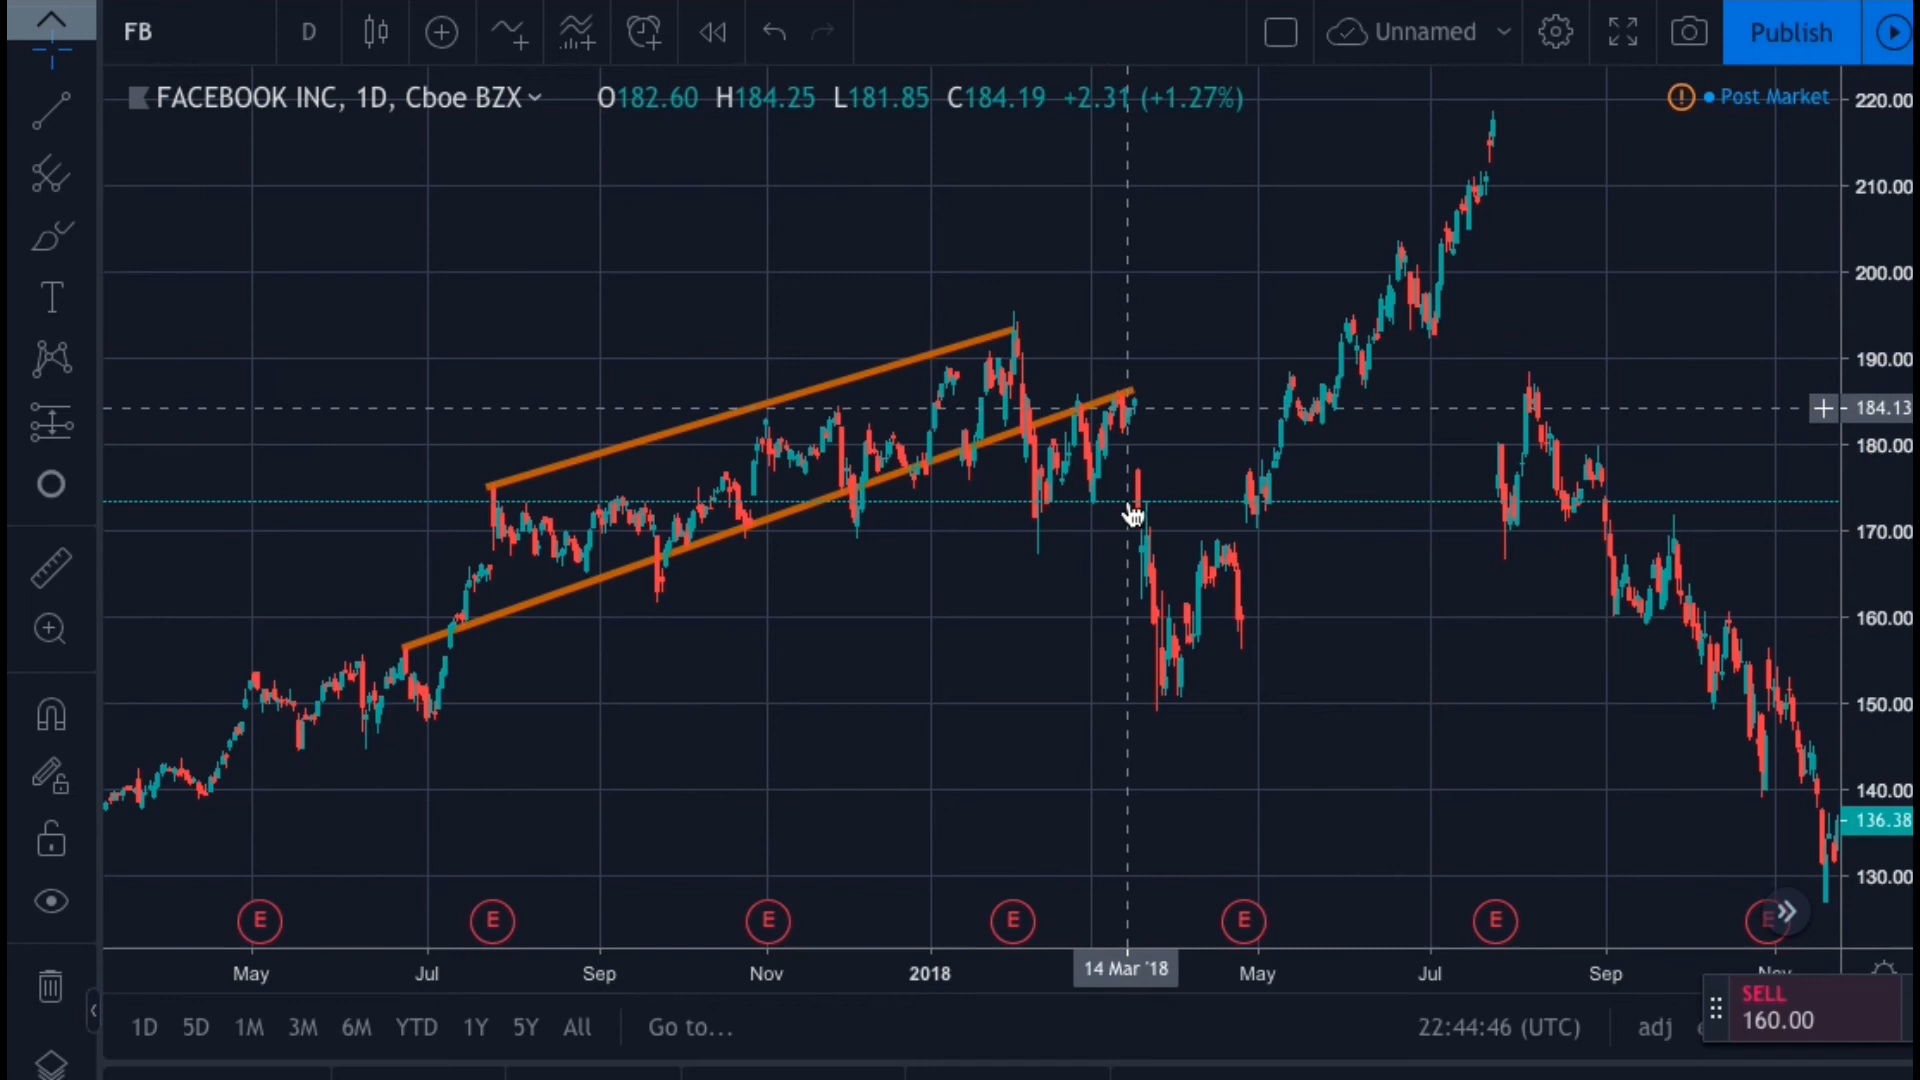 FB
D
Unnamed
Publish
FACEBOOK INC, 1D, Cboe BZX
O182.60 H184.25 L181.85 C184.19 +2.31 (+1.27%)
Post Market
220.00
210.00
200.00
190.00
184.13
180.00
170.00
160.00
150.00
140.00
136.38
130.00
E E E E E E E
May Jul Sep Nov 2018 14 Mar '18 May Jul Sep Nov
1D 5D 1M 3M 6M YTD 1Y 5Y All Go to... 22:44:46 (UTC) adj
SELL
160.00